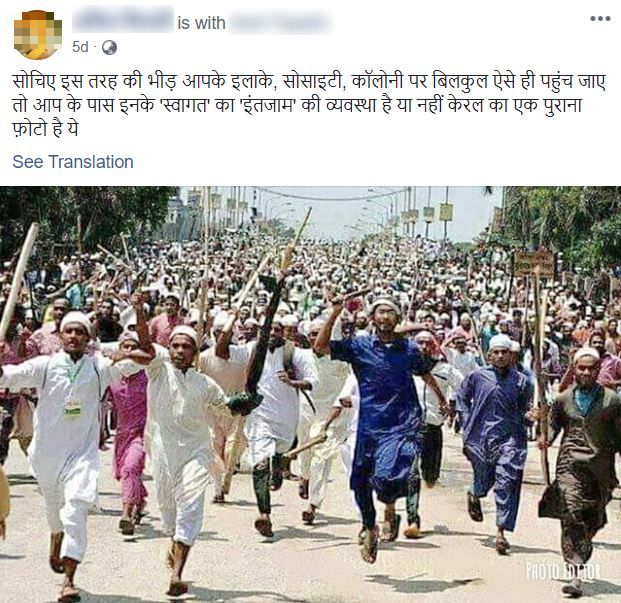 is with
5d
सोचिए इस तरह की भीड़ आपके इलाके, सोसाइटी, कॉलोनी पर बिलकुल ऐसे ही पहुंच जाए
तो आप के पास इनके 'स्वागत' का 'इंतजाम' की व्यवस्था है या नहीं केरल का एक पुराना
फ़ोटो है ये
See Translation
PHOTO EDITOR